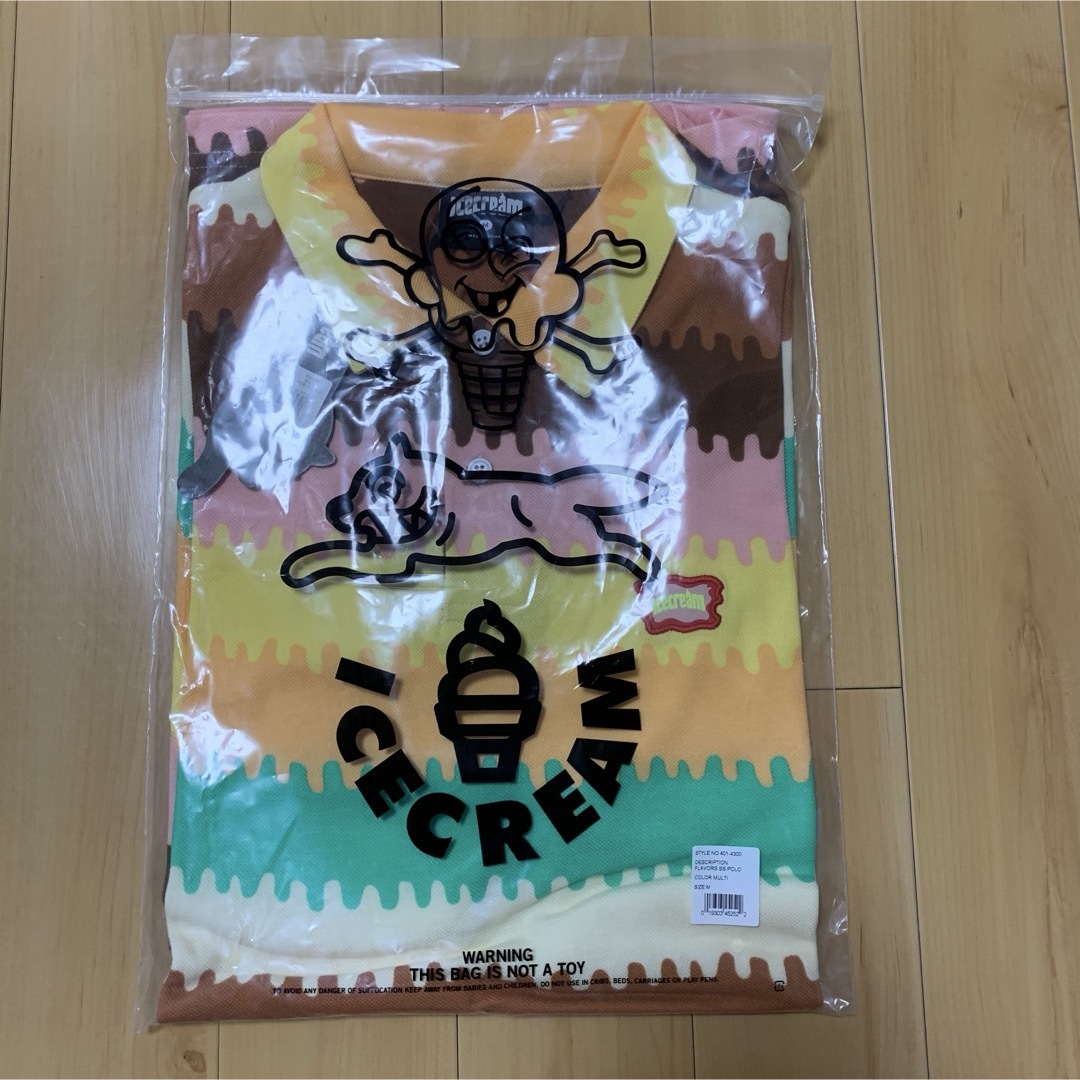 icecream
M
icecream
ICECREAM
STYLE NO 401-4300
DESCRIPTION
FLAVORS SS POLO
COLOR MULTI
SIZE M
WARNING
THIS BAG IS NOT A TOY
TO AVOID ANY DANGER OF SUFFOCATION KEEP AWAY FROM BABIES AND CHILDREN. DO NOT USE IN CRIBS, BEDS, CARRIAGES OR PLAY PENS.